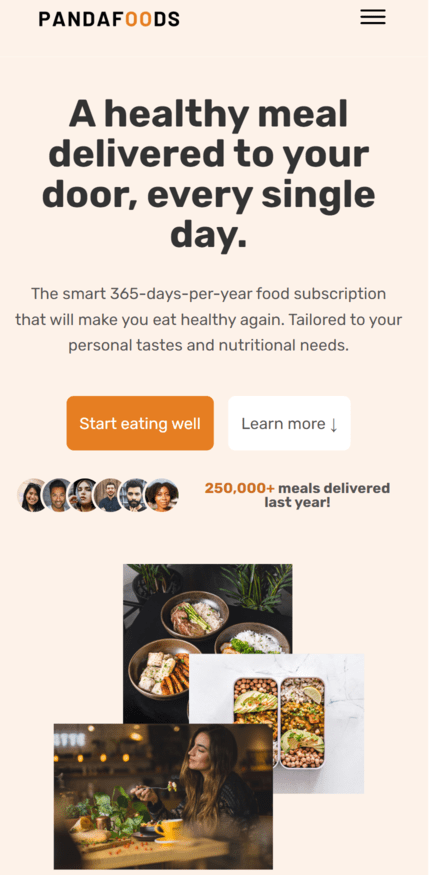 PANDAFOODS
A healthy meal
delivered to your
door, every single
day.
The smart 365-days-per-year food subscription
that will make you eat healthy again. Tailored to your
personal tastes and nutritional needs.
Start eating well
Learn more ↓
250,000+ meals delivered
last year!